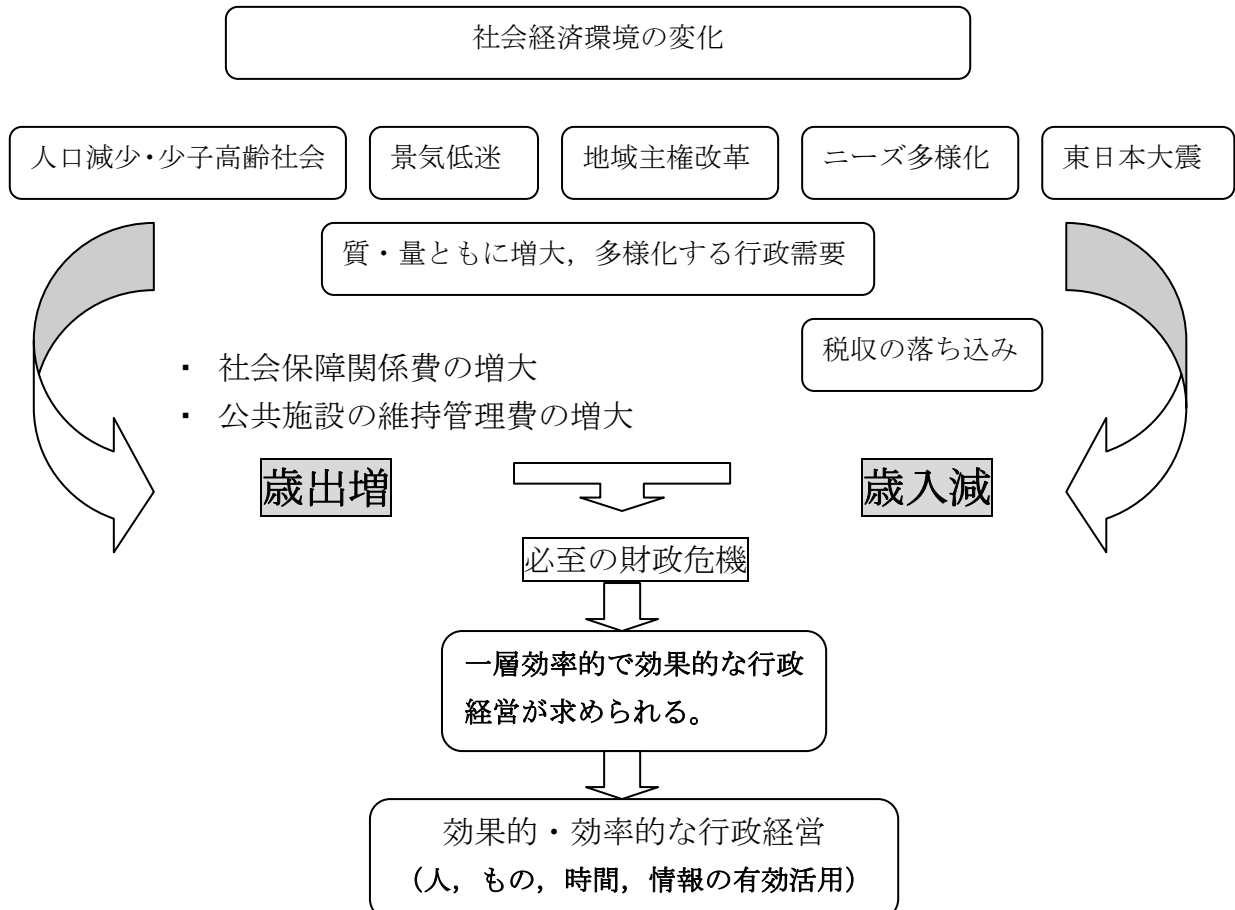 社会経済環境の変化
人口減少・少子高齢社会
景気低迷
地域主権改革
ニーズ多様化
東日本大震
質・量ともに増大，多様化する行政需要
税収の落ち込み
・ 社会保障関係費の増大
・ 公共施設の維持管理費の増大
歳出増
歳入減
必至の財政危機
一層効率的で効果的な行政
経営が求められる。
効果的・効率的な行政経営
（人，もの，時間，情報の有効活用）